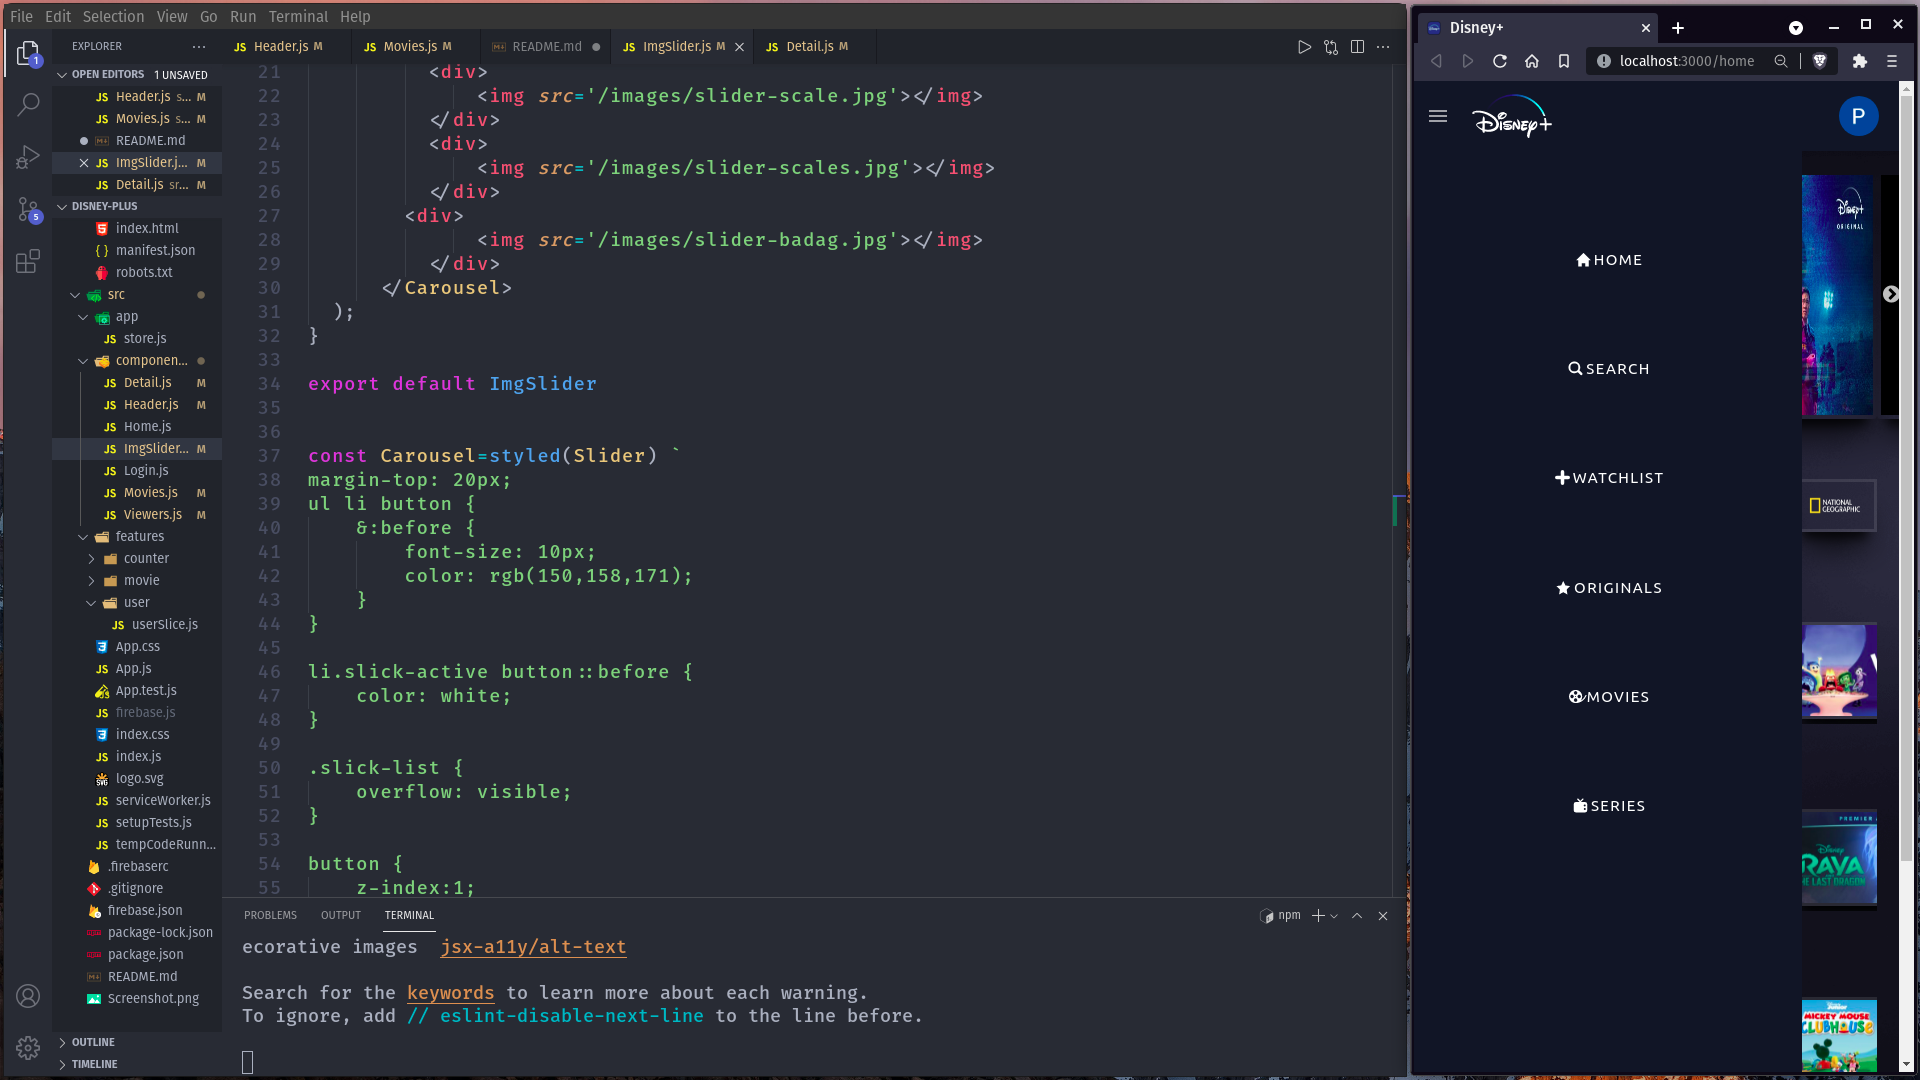 File Edit Selection View Go Run Terminal Help
EXPLORER
OPEN EDITORS 1 UNSAVED
JS Header.js s... M
JS Movies.js s... M
README.md
JS ImgSlider.j... M
JS Detail.js sr... M
DISNEY-PLUS
index.html
{ } manifest.json
robots.txt
src
app
JS store.js
componen...
JS Detail.js M
JS Header.js M
JS Home.js
JS ImgSlider... M
JS Login.js
JS Movies.js M
JS Viewers.js M
features
counter
movie
user
JS userSlice.js
App.css
JS App.js
App.test.js
JS firebase.js
index.css
JS index.js
logo.svg
JS serviceWorker.js
JS setupTests.js
JS tempCodeRunn...
.firebaserc
.gitignore
firebase.json
package-lock.json
package.json
README.md
Screenshot.png
OUTLINE
TIMELINE
1
5
JS Header.js M JS Movies.js M README.md JS ImgSlider.js M JS Detail.js M
21 <div>
22 <img src='/images/slider-scale.jpg'></img>
23 </div>
24 <div>
25 <img src='/images/slider-scales.jpg'></img>
26 </div>
27 <div>
28 <img src='/images/slider-badag.jpg'></img>
29 </div>
30 </Carousel>
31 );
32 }
33
34 export default ImgSlider
35
36
37 const Carousel=styled(Slider) `
38 margin-top: 20px;
39 ul li button {
40 &:before {
41 font-size: 10px;
42 color: rgb(150,158,171);
43 }
44 }
45
46 li.slick-active button::before {
47 color: white;
48 }
49
50 .slick-list {
51 overflow: visible;
52 }
53
54 button {
55 z-index:1;
PROBLEMS OUTPUT TERMINAL
npm
ecorative images jsx-a11y/alt-text
Search for the keywords to learn more about each warning.
To ignore, add // eslint-disable-next-line to the line before.
Disney+
localhost:3000/home
Disney+
P
HOME
SEARCH
WATCHLIST
ORIGINALS
MOVIES
SERIES
Disney+
ORIGINAL
NATIONAL
GEOGRAPHIC
PREMIER A
Disney
RAYA
HE LAST DRAGON
MICKEY MOUSE
CLUBHOUSE